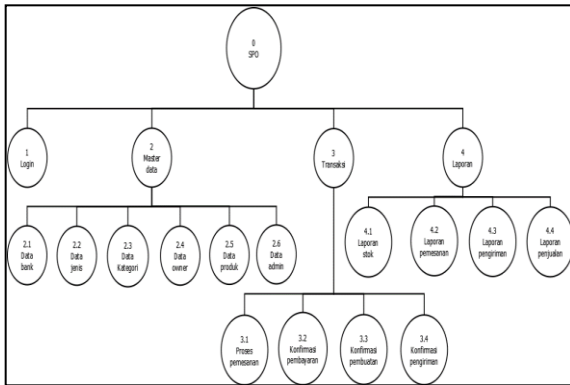 0
SPO
1
Login
2
Master
data
3
Transaksi
4
Laporan
2.1
Data
bank
2.2
Data
jenis
2.3
Data
Kategori
2.4
Data
owner
2.5
Data
produk
2.6
Data
admin
4.1
Laporan
stok
4.2
Laporan
pemesanan
4.3
Laporan
pengiriman
4.4
Laporan
penjualan
3.1
Proses
pemesanan
3.2
Konfirmasi
pembayaran
3.3
Konfirmasi
pembuatan
3.4
Konfirmasi
pengiriman